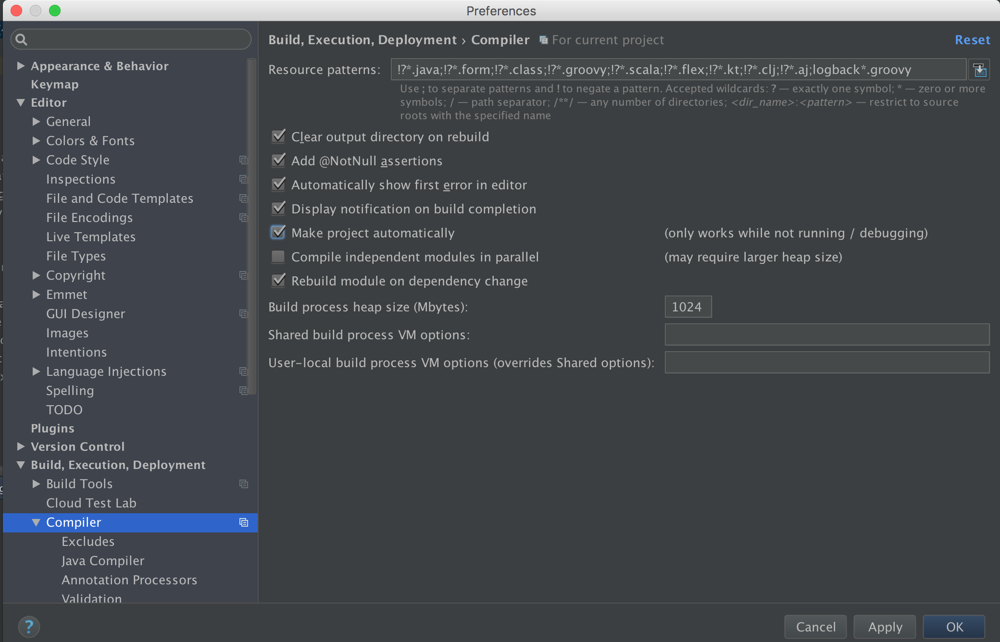 Preferences
Appearance & Behavior
Keymap
Editor
General
Colors & Fonts
Code Style
Inspections
File and Code Templates
File Encodings
Live Templates
File Types
Copyright
Emmet
GUI Designer
Images
Intentions
Language Injections
Spelling
TODO
Plugins
Version Control
Build, Execution, Deployment
Build Tools
Cloud Test Lab
Compiler
Excludes
Java Compiler
Annotation Processors
Validation
Build, Execution, Deployment › Compiler For current project Reset
Resource patterns: !?*.java;!?*.form;!?*.class;!?*.groovy;!?*.scala;!?*.flex;!?*.kt;!?*.clj;!?*.aj;logback*.groovy
Use ; to separate patterns and ! to negate a pattern. Accepted wildcards: ? — exactly one symbol; * — zero or more
symbols; / — path separator; /**/ — any number of directories; <dir_name>:<pattern> — restrict to source
roots with the specified name
Clear output directory on rebuild
Add @NotNull assertions
Automatically show first error in editor
Display notification on build completion
Make project automatically (only works while not running / debugging)
Compile independent modules in parallel (may require larger heap size)
Rebuild module on dependency change
Build process heap size (Mbytes): 1024
Shared build process VM options:
User-local build process VM options (overrides Shared options):
? Cancel Apply OK